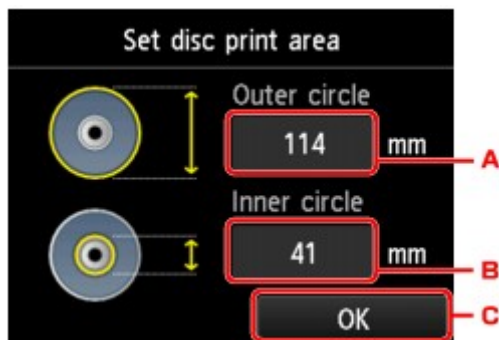 Set disc print area
Outer circle
114 mm
A
Inner circle
41 mm
B
OK
C